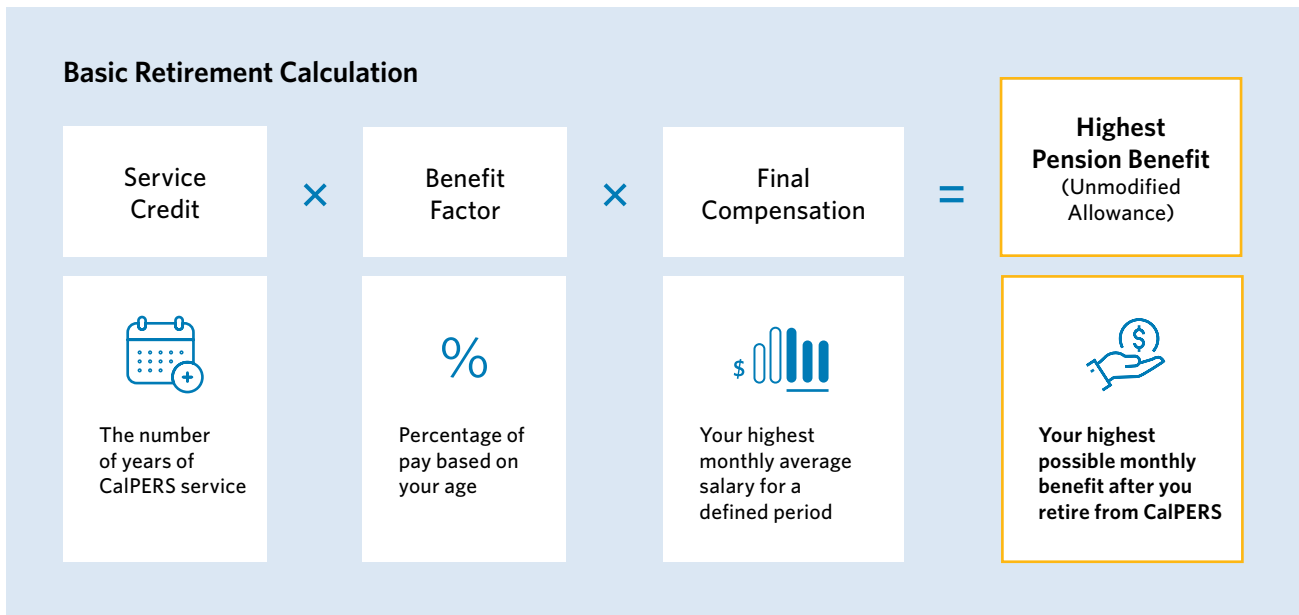 Basic Retirement Calculation
Service
Credit
×
Benefit
Factor
×
Final
Compensation
=
Highest
Pension Benefit
(Unmodified
Allowance)
The number
of years of
CalPERS service
%
Percentage of
pay based on
your age
$
Your highest
monthly average
salary for a
defined period
$
Your highest
possible monthly
benefit after you
retire from CalPERS